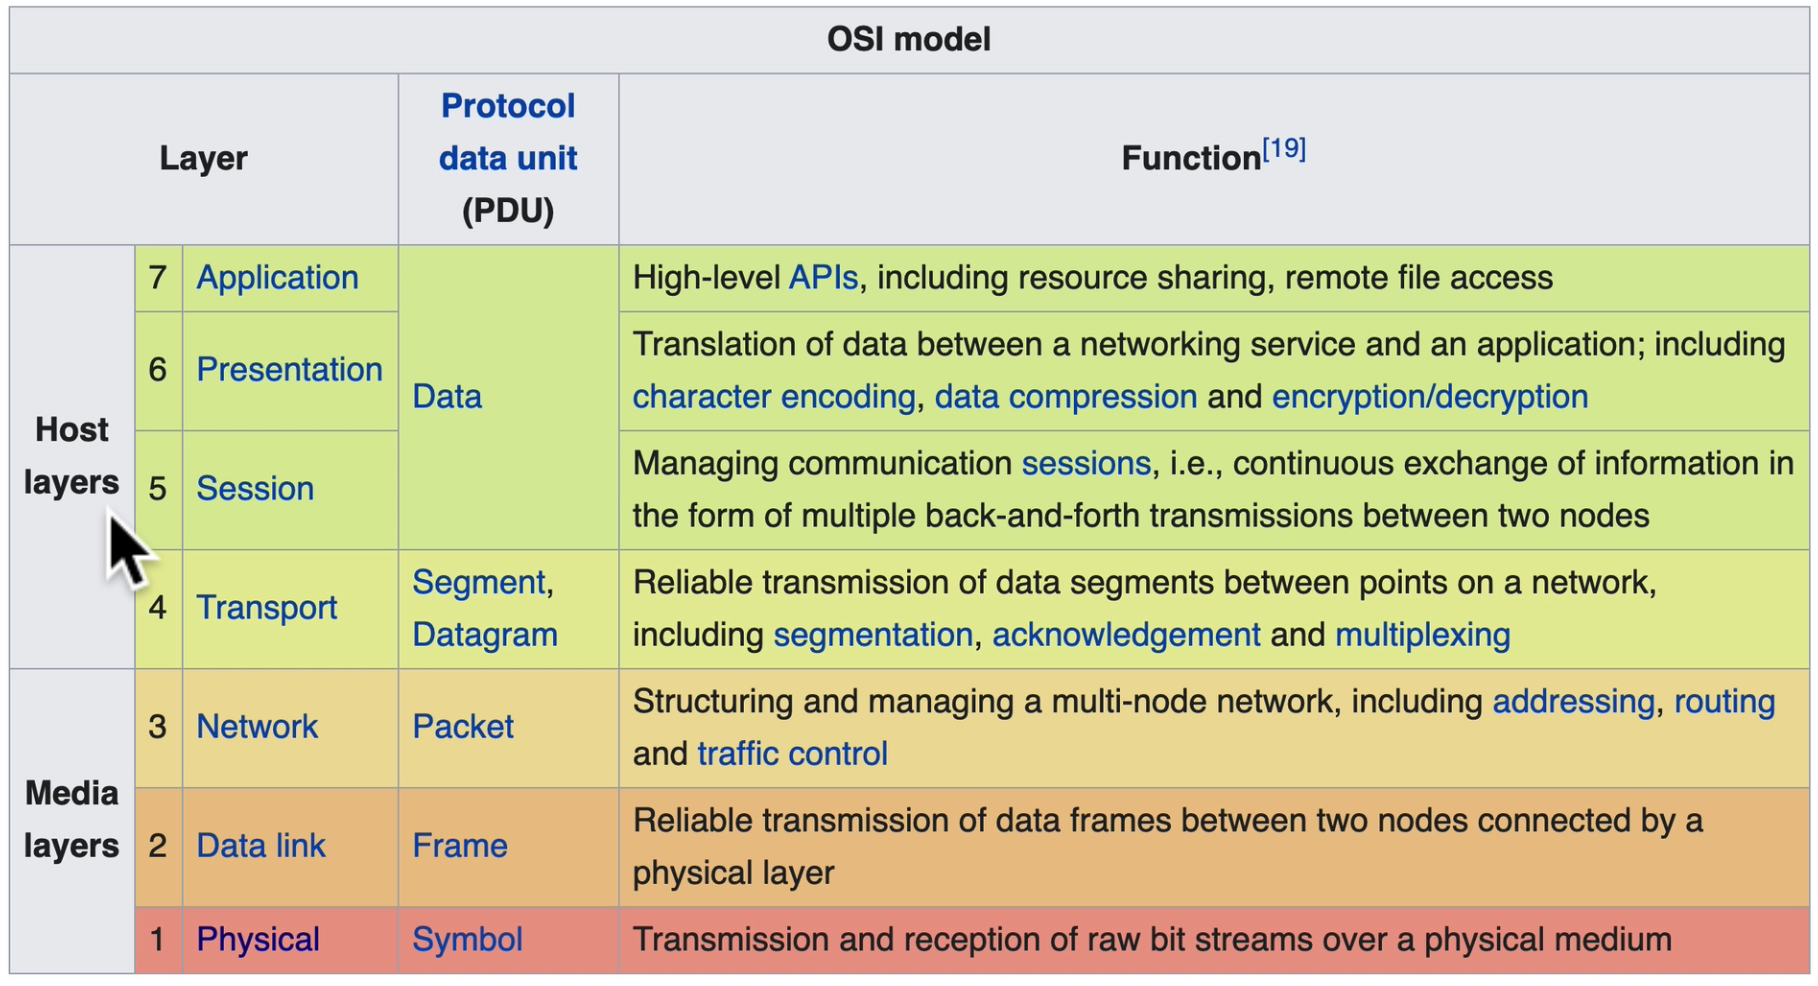 OSI model
Layer
Protocol
data unit
(PDU)
Function[19]
Host
layers
7 Application
Data
High-level APIs, including resource sharing, remote file access
6 Presentation
Translation of data between a networking service and an application; including
character encoding, data compression and encryption/decryption
5 Session
Managing communication sessions, i.e., continuous exchange of information in
the form of multiple back-and-forth transmissions between two nodes
4 Transport
Segment,
Datagram
Reliable transmission of data segments between points on a network,
including segmentation, acknowledgement and multiplexing
Media
layers
3 Network
Packet
Structuring and managing a multi-node network, including addressing, routing
and traffic control
2 Data link
Frame
Reliable transmission of data frames between two nodes connected by a
physical layer
1 Physical
Symbol
Transmission and reception of raw bit streams over a physical medium